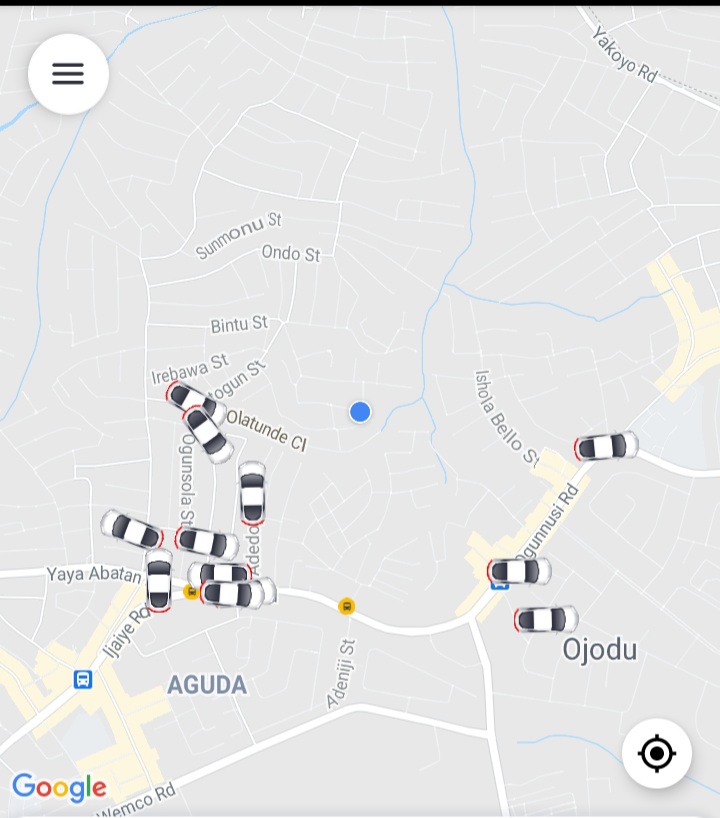 Yakoyo Rd
Sunmonu St
Ondo St
Bintu St
Irebawa St
ogun St
Olatunde Cl
Ishola Bello St
Ogunsola St
Adedo
ogunnusi Rd
Yaya Abatan
Ijaiye Rd
Ojodu
AGUDA
Adeniji St
Google
Wemco Rd